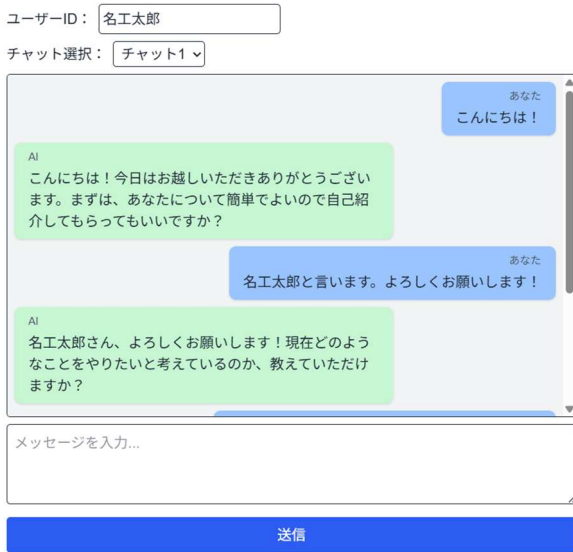 ユーザーID： 名工太郎
チャット選択： チャット1
あなた
こんにちは！
AI
こんにちは！今日はお越しいただきありがとうござい
ます。まずは、あなたについて簡単でよいので自己紹
介してもらってもいいですか？
あなた
名工太郎と言います。よろしくお願いします！
AI
名工太郎さん、よろしくお願いします！現在どのよう
なことをやりたいと考えているのか、教えていただけ
ますか？
メッセージを入力...
送信